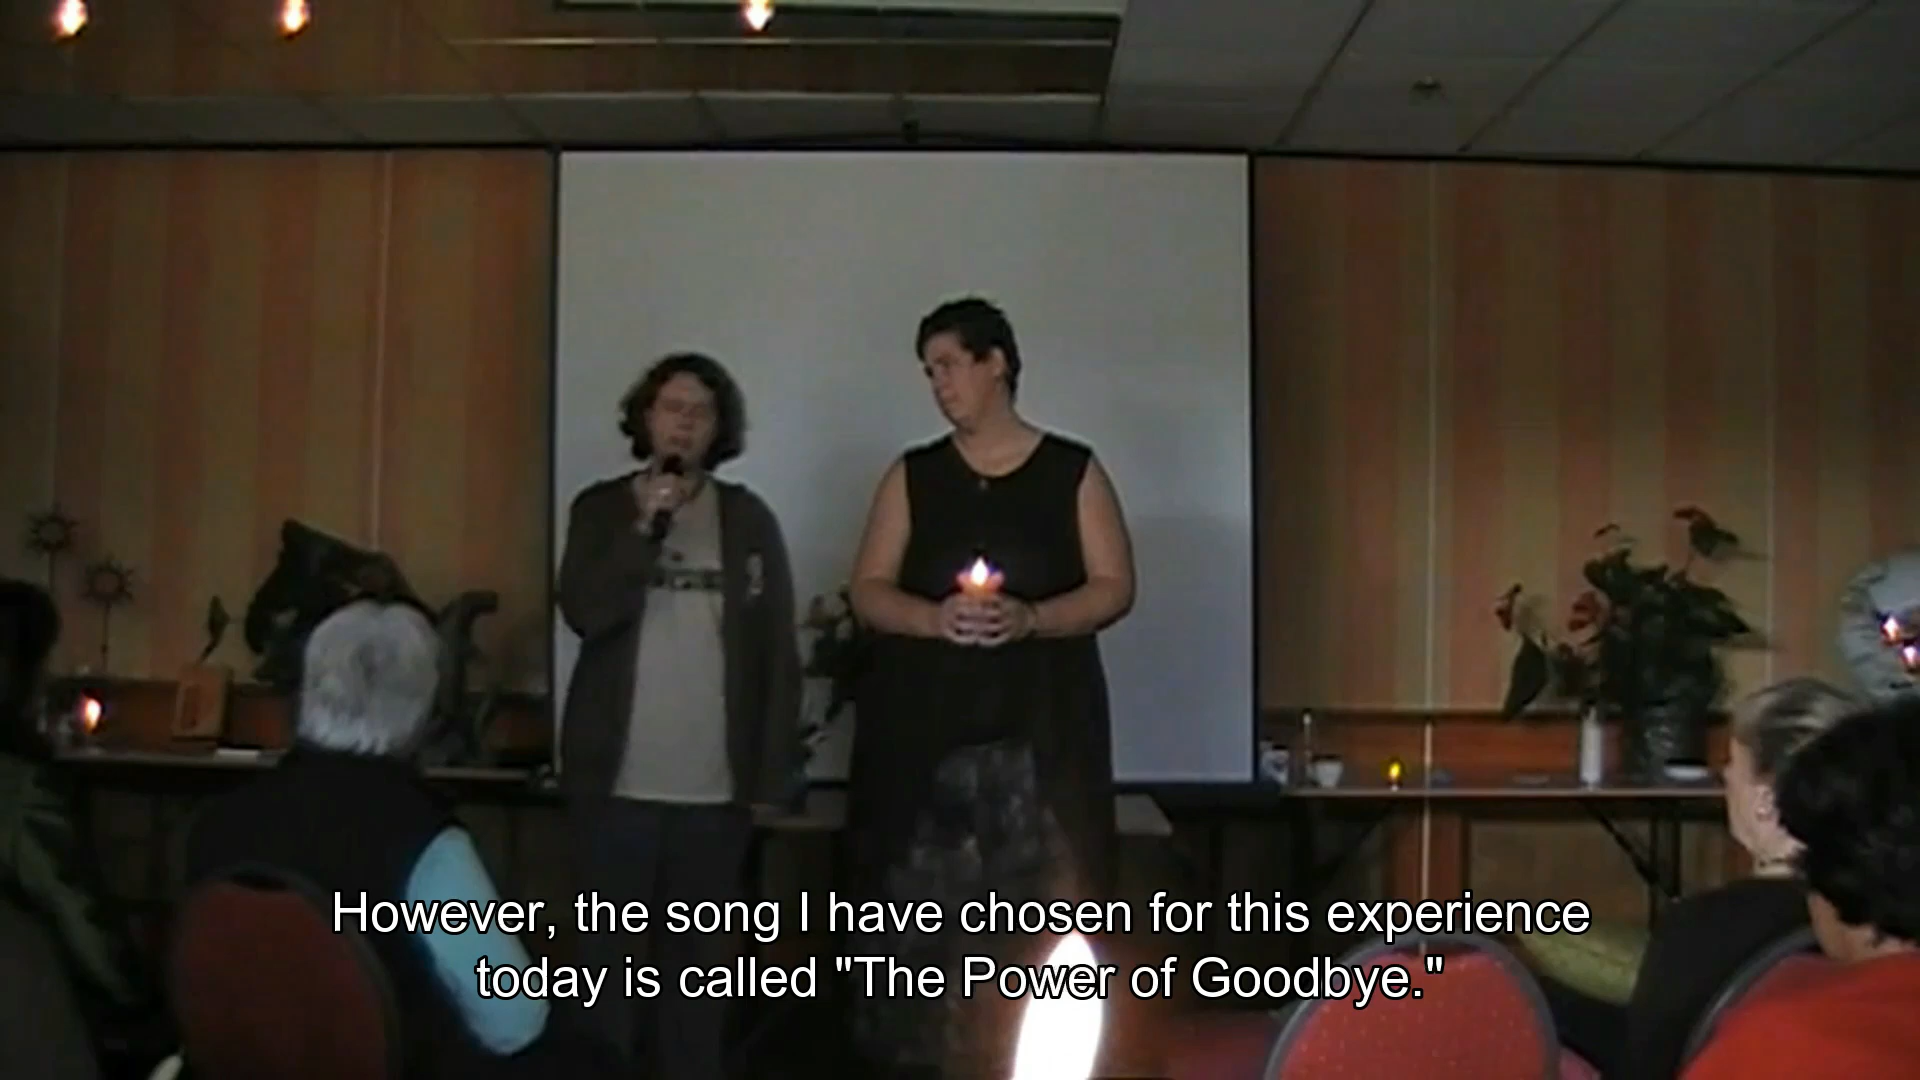 However, the song I have chosen for this experience
today is called "The Power of Goodbye."